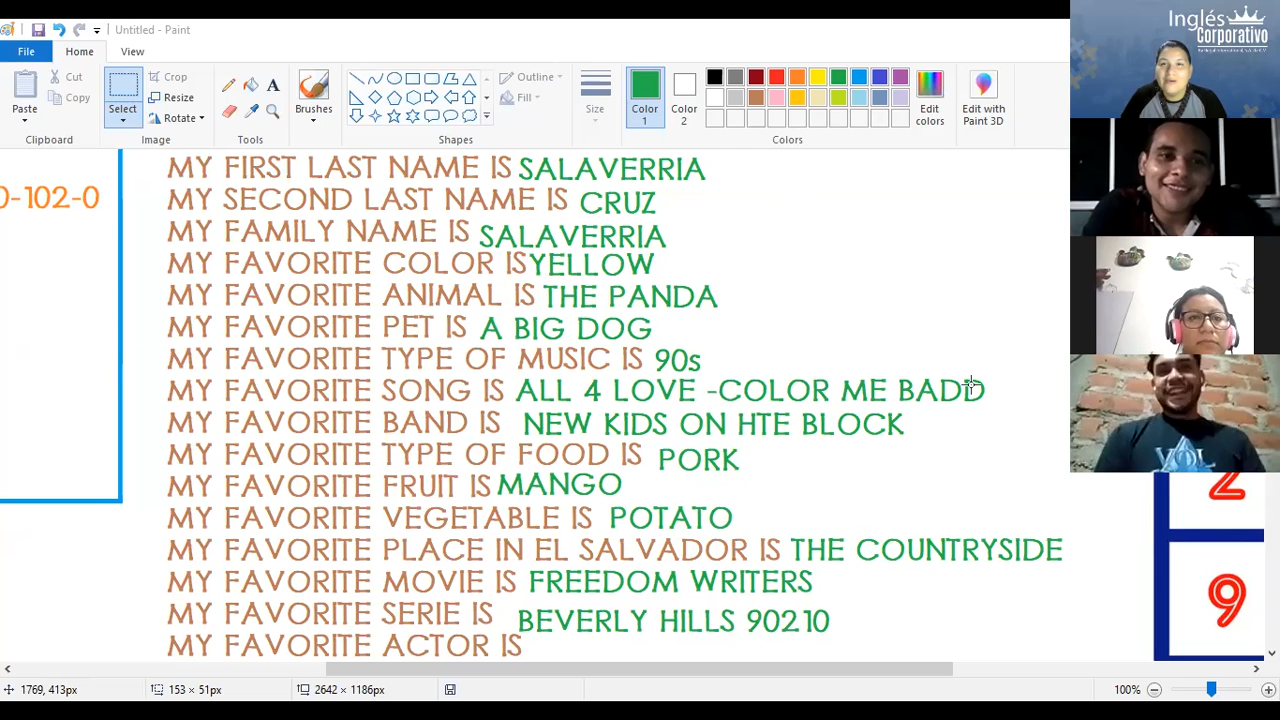 Untitled - Paint
File
Home
View
Paste
Cut
Copy
Clipboard
Select
Crop
Resize
Rotate
Image
A
Tools
Brushes
Outline
Fill
Shapes
Size
Color 1
Color 2
Edit colors
Colors
Edit with Paint 3D
Inglés
Corporativo
0-102-0
MY FIRST LAST NAME IS SALAVERRIA
MY SECOND LAST NAME IS CRUZ
MY FAMILY NAME IS SALAVERRIA
MY FAVORITE COLOR IS YELLOW
MY FAVORITE ANIMAL IS THE PANDA
MY FAVORITE PET IS A BIG DOG
MY FAVORITE TYPE OF MUSIC IS 90s
MY FAVORITE SONG IS ALL 4 LOVE -COLOR ME BADD
MY FAVORITE BAND IS NEW KIDS ON HTE BLOCK
MY FAVORITE TYPE OF FOOD IS PORK
MY FAVORITE FRUIT IS MANGO
MY FAVORITE VEGETABLE IS POTATO
MY FAVORITE PLACE IN EL SALVADOR IS THE COUNTRYSIDE
MY FAVORITE MOVIE IS FREEDOM WRITERS
MY FAVORITE SERIE IS BEVERLY HILLS 90210
MY FAVORITE ACTOR IS
2
9
VOL
1769, 413px
153 × 51px
2642 × 1186px
100%